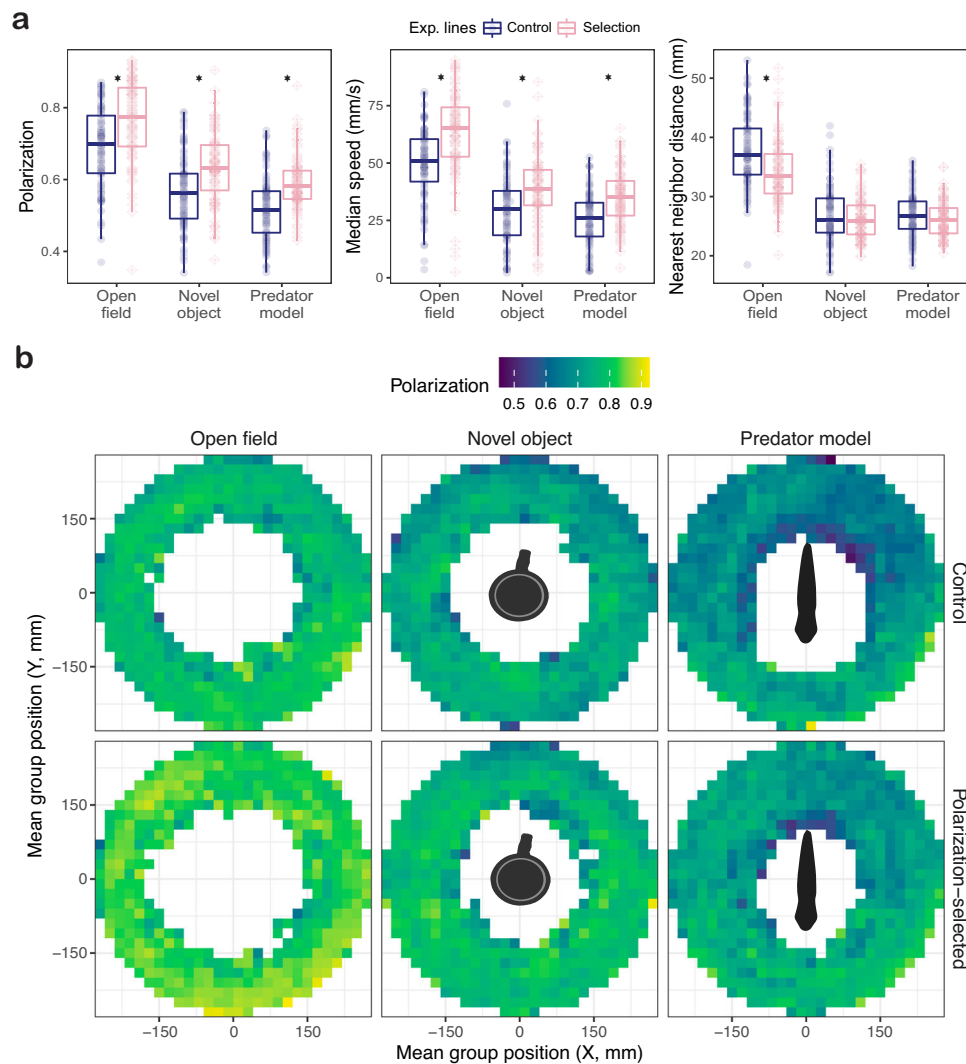 a
Exp. lines Control Selection
Polarization
0.8
0.6
0.4
Open field
Novel object
Predator model
Median speed (mm/s)
75
50
25
0
Open field
Novel object
Predator model
Nearest neighbor distance (mm)
50
40
30
20
Open field
Novel object
Predator model
b
Polarization
0.5 0.6 0.7 0.8 0.9
Open field Novel object Predator model
Mean group position (Y, mm)
150
0
−150
Control
150
0
−150
Polarization−selected
−150 0 150 −150 0 150 −150 0 150
Mean group position (X, mm)